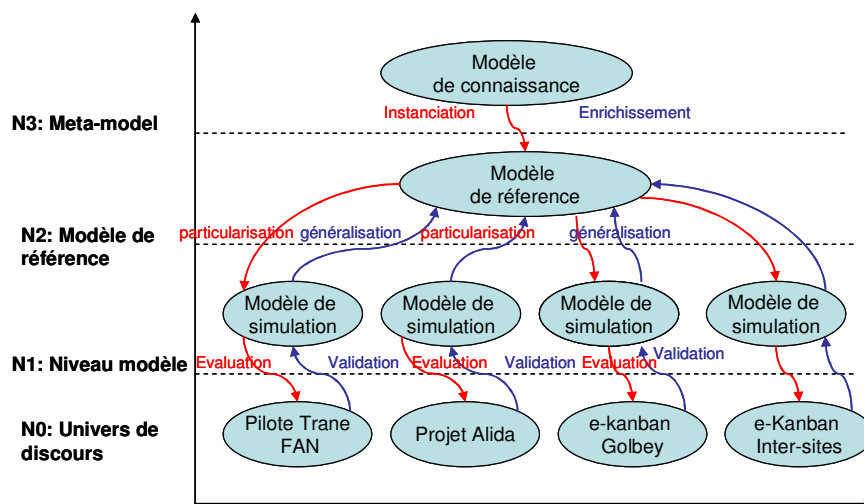 Modèle
de connaissance
Instanciation
Enrichissement
N3: Meta-model
Modèle
de réference
N2: Modèle de
référence
particularisation
généralisation
particularisation
généralisation
Modèle de
simulation
Modèle de
simulation
Modèle de
simulation
Modèle de
simulation
N1: Niveau modèle
Evaluation
Validation
Evaluation
Validation
Evaluation
Validation
N0: Univers de
discours
Pilote Trane
FAN
Projet Alida
e-kanban
Golbey
e-Kanban
Inter-sites